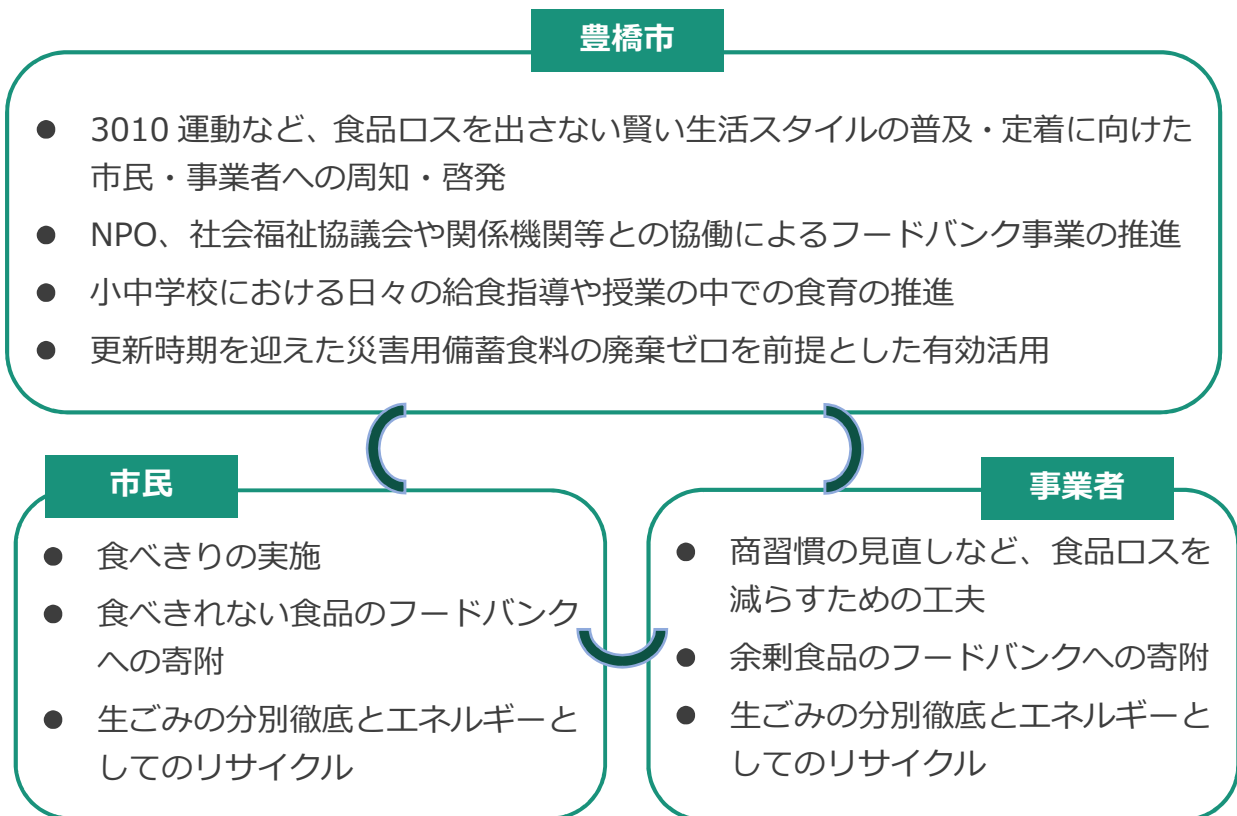 豊橋市
● 3010 運動など、食品ロスを出さない賢い生活スタイルの普及・定着に向けた
市民・事業者への周知・啓発
● NPO、社会福祉協議会や関係機関等との協働によるフードバンク事業の推進
● 小中学校における日々の給食指導や授業の中での食育の推進
● 更新時期を迎えた災害用備蓄食料の廃棄ゼロを前提とした有効活用
市民
● 食べきりの実施
● 食べきれない食品のフードバンク
への寄附
● 生ごみの分別徹底とエネルギーと
してのリサイクル
事業者
● 商習慣の見直しなど、食品ロスを
減らすための工夫
● 余剰食品のフードバンクへの寄附
● 生ごみの分別徹底とエネルギーと
してのリサイクル